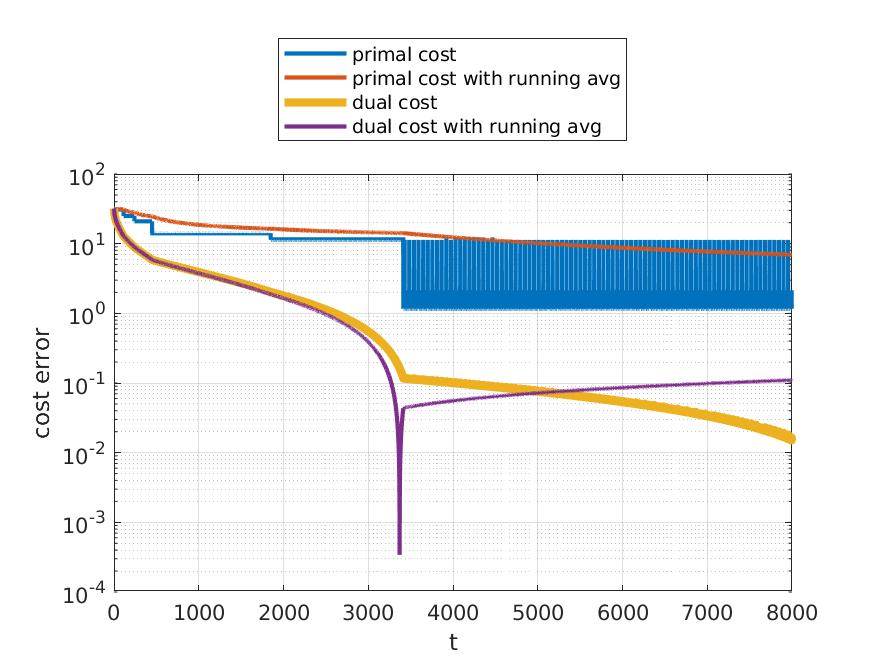 primal cost
primal cost with running avg
dual cost
dual cost with running avg
10^2
10^1
10^0
10^-1
10^-2
10^-3
10^-4
cost error
0 1000 2000 3000 4000 5000 6000 7000 8000
t